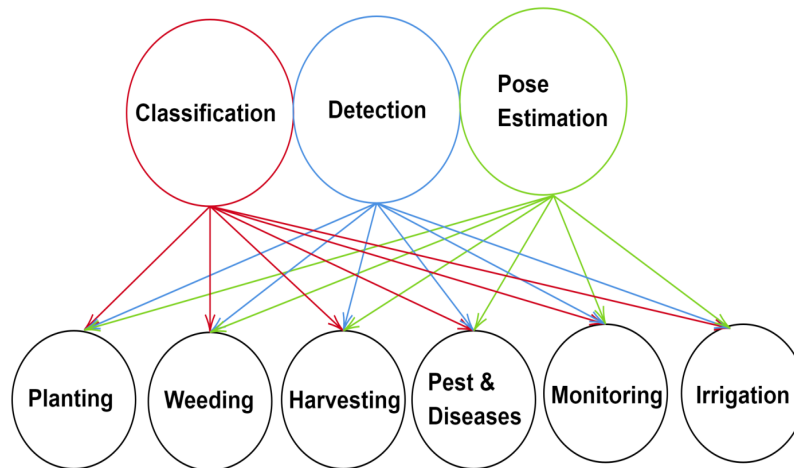 Classification
Detection
Pose
Estimation
Planting
Weeding
Harvesting
Pest &
Diseases
Monitoring
Irrigation